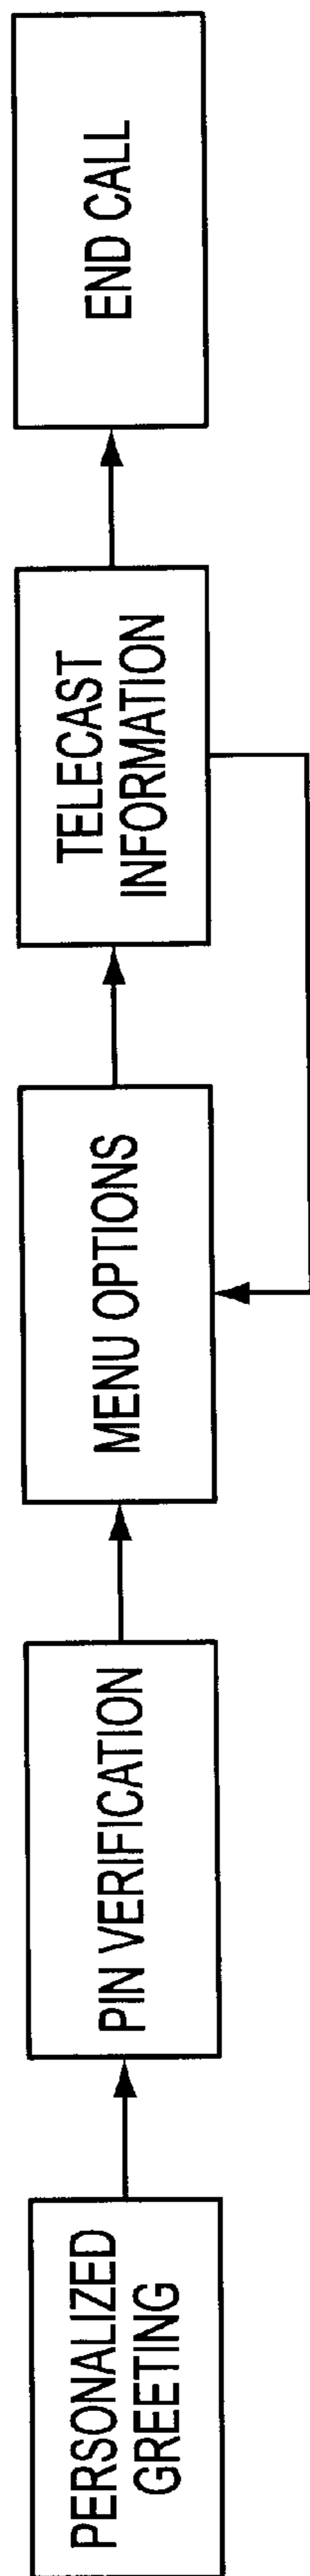 PERSONALIZED
GREETING
PIN VERIFICATION
MENU OPTIONS
TELECAST
INFORMATION
END CALL